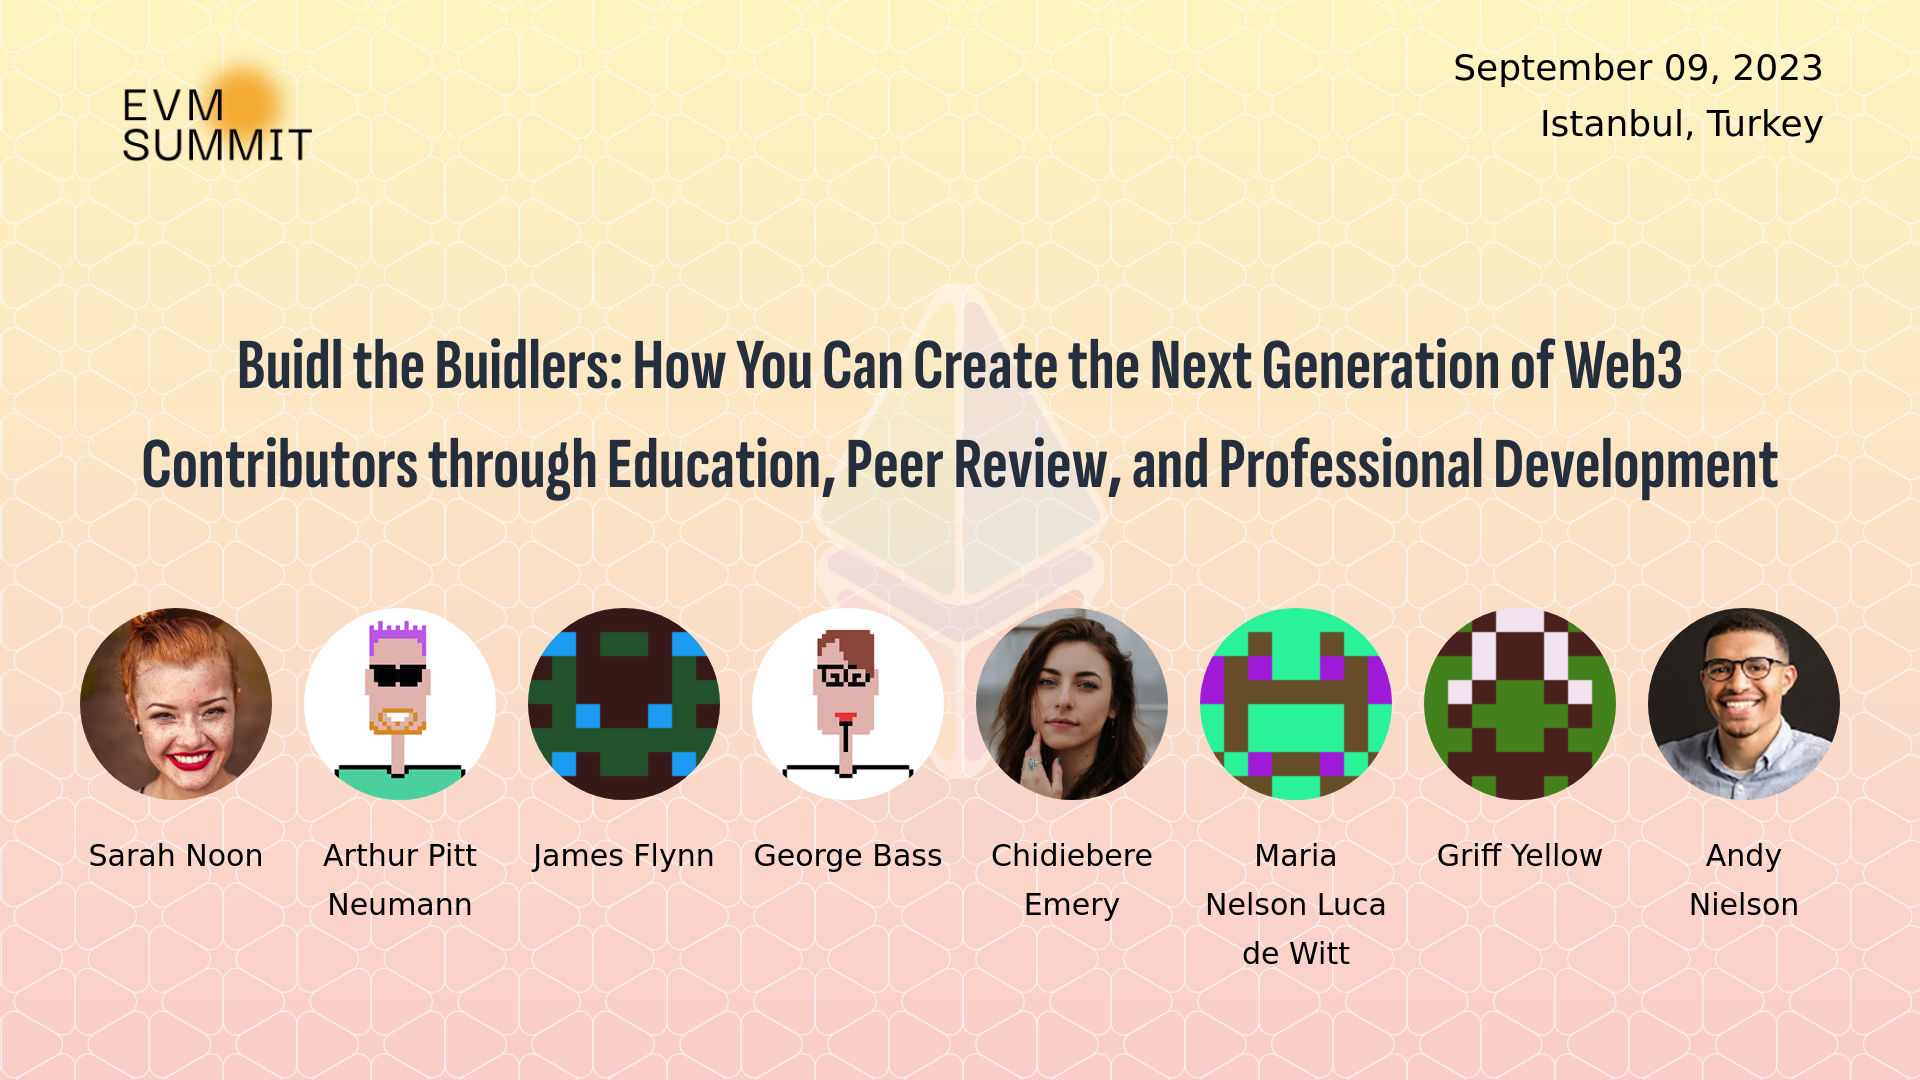 EVM
SUMMIT
September 09, 2023
Istanbul, Turkey
Buidl the Buidlers: How You Can Create the Next Generation of Web3
Contributors through Education, Peer Review, and Professional Development
Sarah Noon
Arthur Pitt
Neumann
James Flynn
George Bass
Chidiebere
Emery
Maria
Nelson Luca
de Witt
Griff Yellow
Andy
Nielson